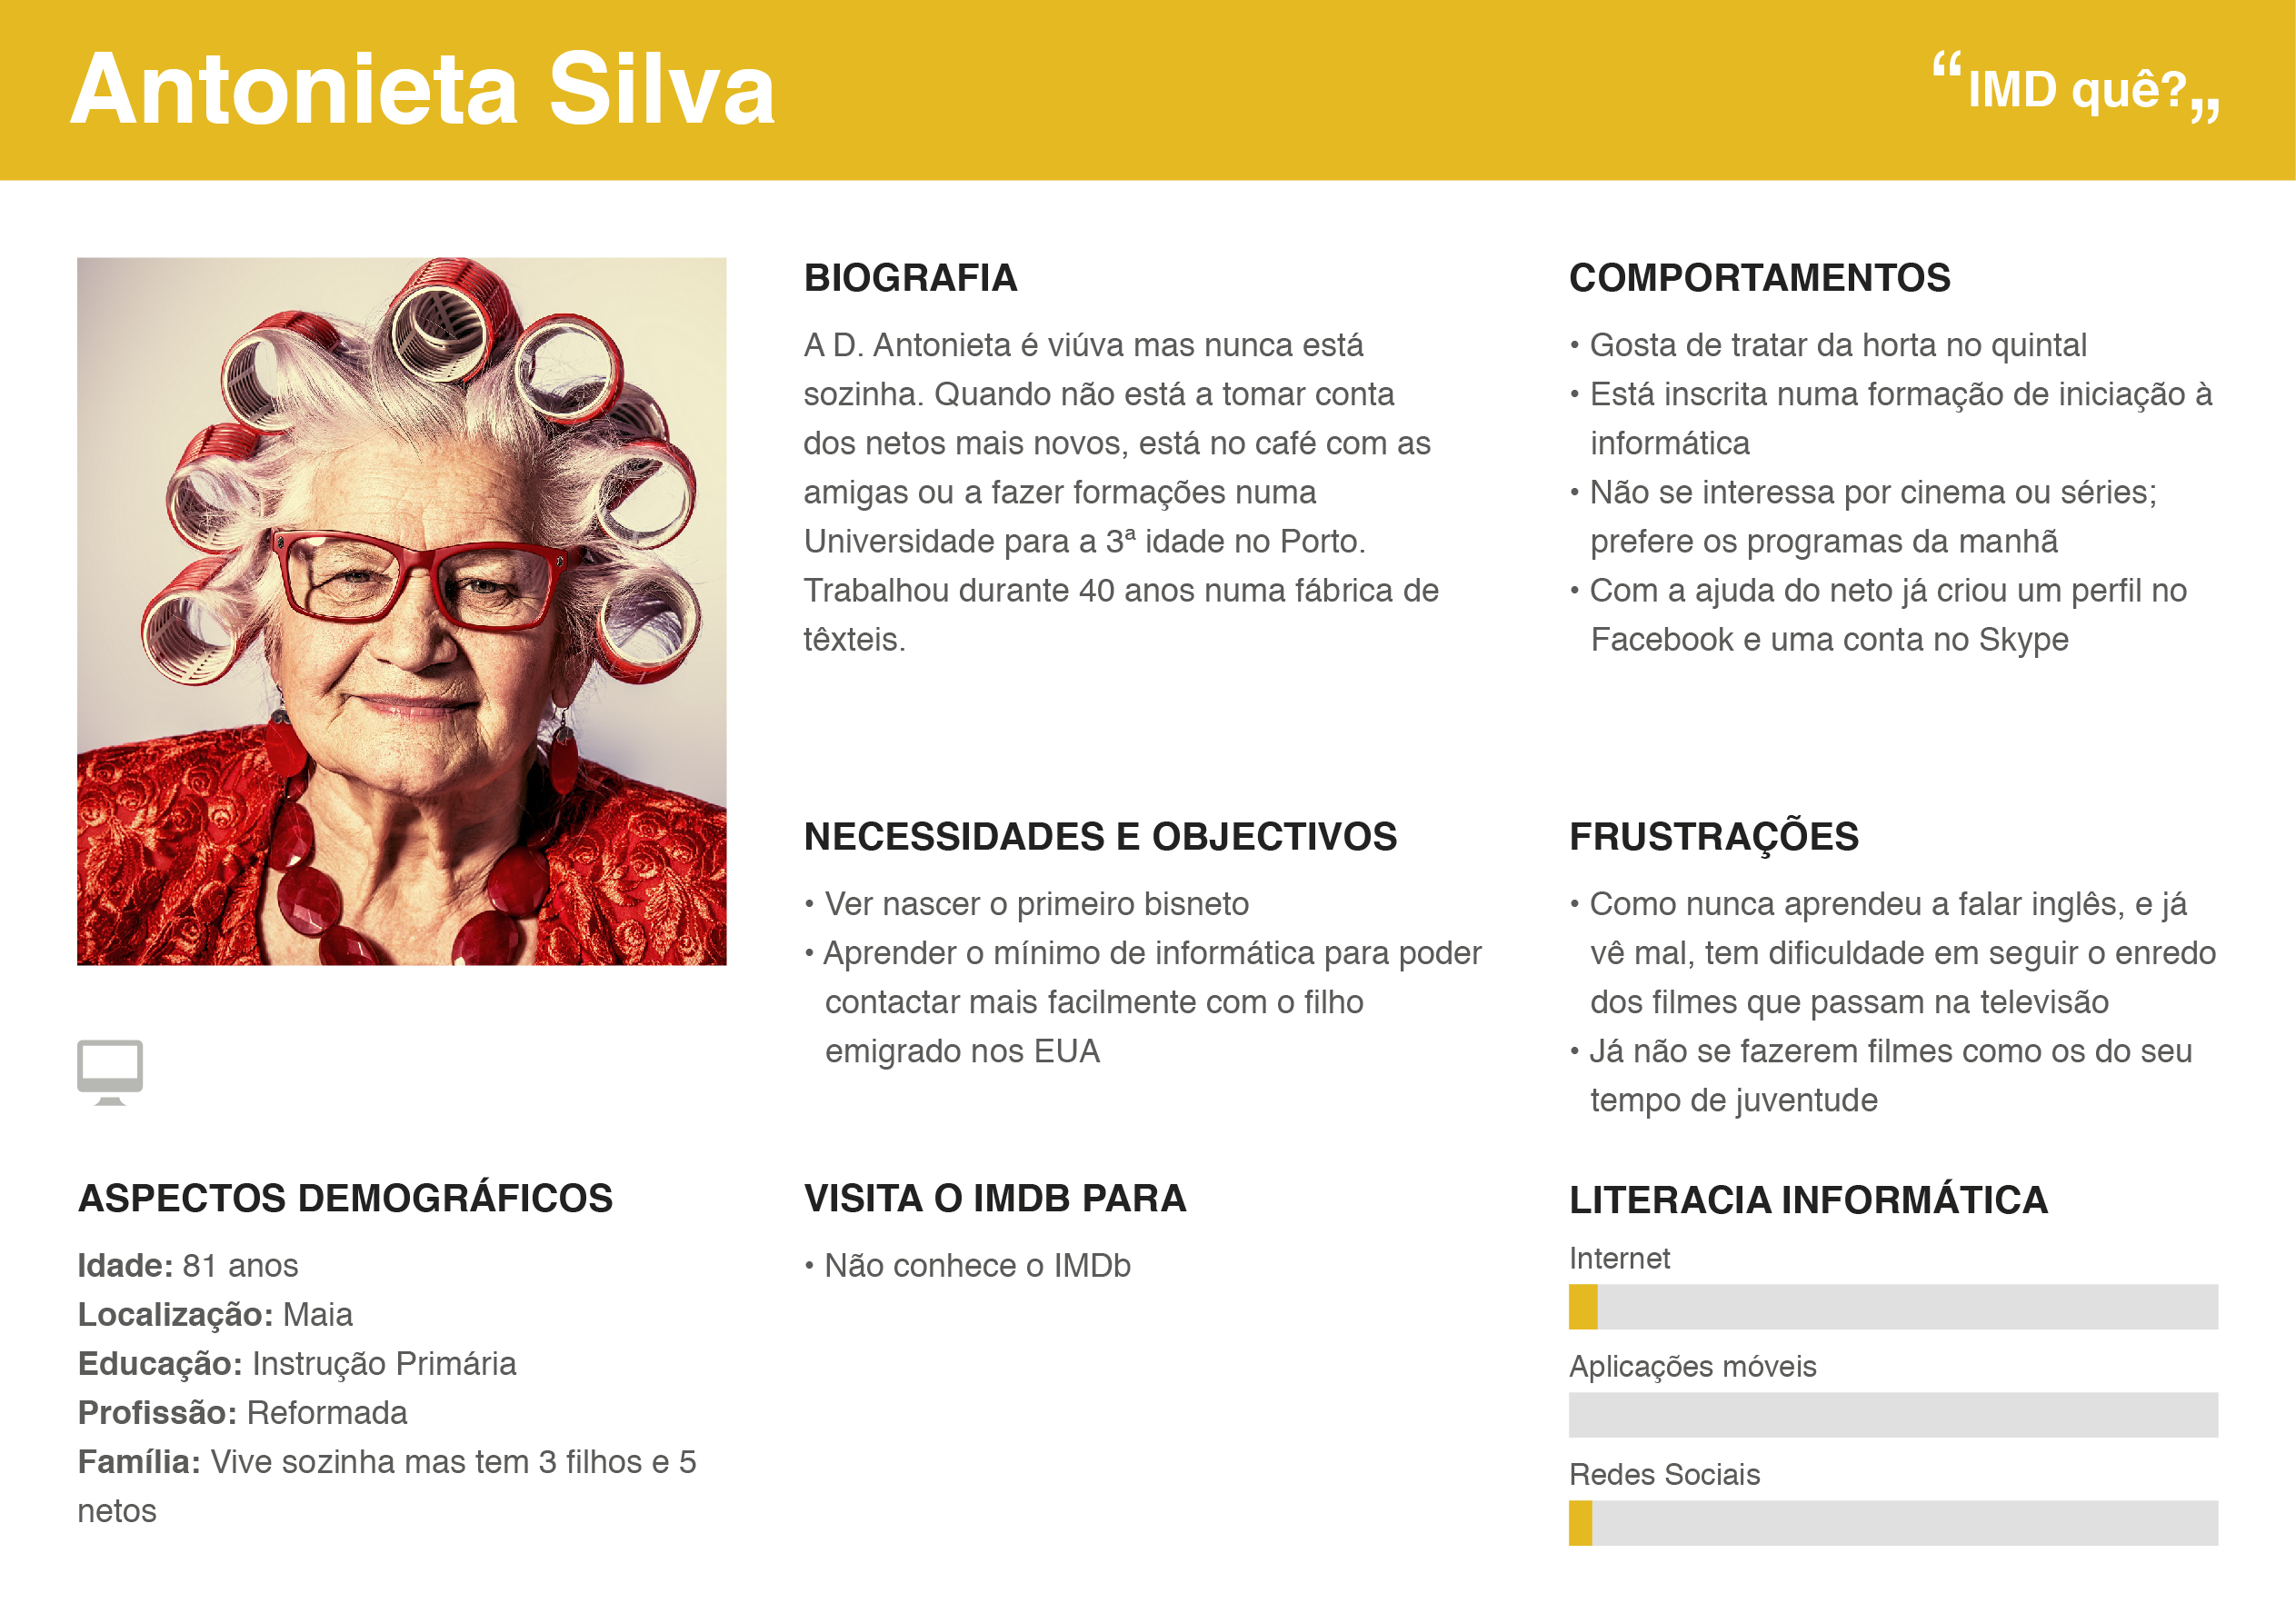 Antonieta Silva
“IMD quê?„
BIOGRAFIA
A D. Antonieta é viúva mas nunca está
sozinha. Quando não está a tomar conta
dos netos mais novos, está no café com as
amigas ou a fazer formações numa
Universidade para a 3ª idade no Porto.
Trabalhou durante 40 anos numa fábrica de
têxteis.
COMPORTAMENTOS
• Gosta de tratar da horta no quintal
• Está inscrita numa formação de iniciação à
informática
• Não se interessa por cinema ou séries;
prefere os programas da manhã
• Com a ajuda do neto já criou um perfil no
Facebook e uma conta no Skype
NECESSIDADES E OBJECTIVOS
• Ver nascer o primeiro bisneto
• Aprender o mínimo de informática para poder
contactar mais facilmente com o filho
emigrado nos EUA
FRUSTRAÇÕES
• Como nunca aprendeu a falar inglês, e já
vê mal, tem dificuldade em seguir o enredo
dos filmes que passam na televisão
• Já não se fazerem filmes como os do seu
tempo de juventude
ASPECTOS DEMOGRÁFICOS
Idade: 81 anos
Localização: Maia
Educação: Instrução Primária
Profissão: Reformada
Família: Vive sozinha mas tem 3 filhos e 5
netos
VISITA O IMDB PARA
• Não conhece o IMDb
LITERACIA INFORMÁTICA
Internet
Aplicações móveis
Redes Sociais